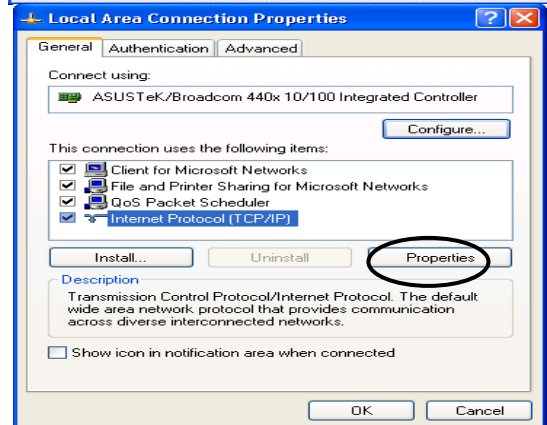 Local Area Connection Properties
General Authentication Advanced
Connect using:
ASUSTeK/Broadcom 440x 10/100 Integrated Controller
Configure...
This connection uses the following items:
Client for Microsoft Networks
File and Printer Sharing for Microsoft Networks
QoS Packet Scheduler
Internet Protocol (TCP/IP)
Install... Uninstall Properties
Description
Transmission Control Protocol/Internet Protocol. The default
wide area network protocol that provides communication
across diverse interconnected networks.
Show icon in notification area when connected
OK Cancel